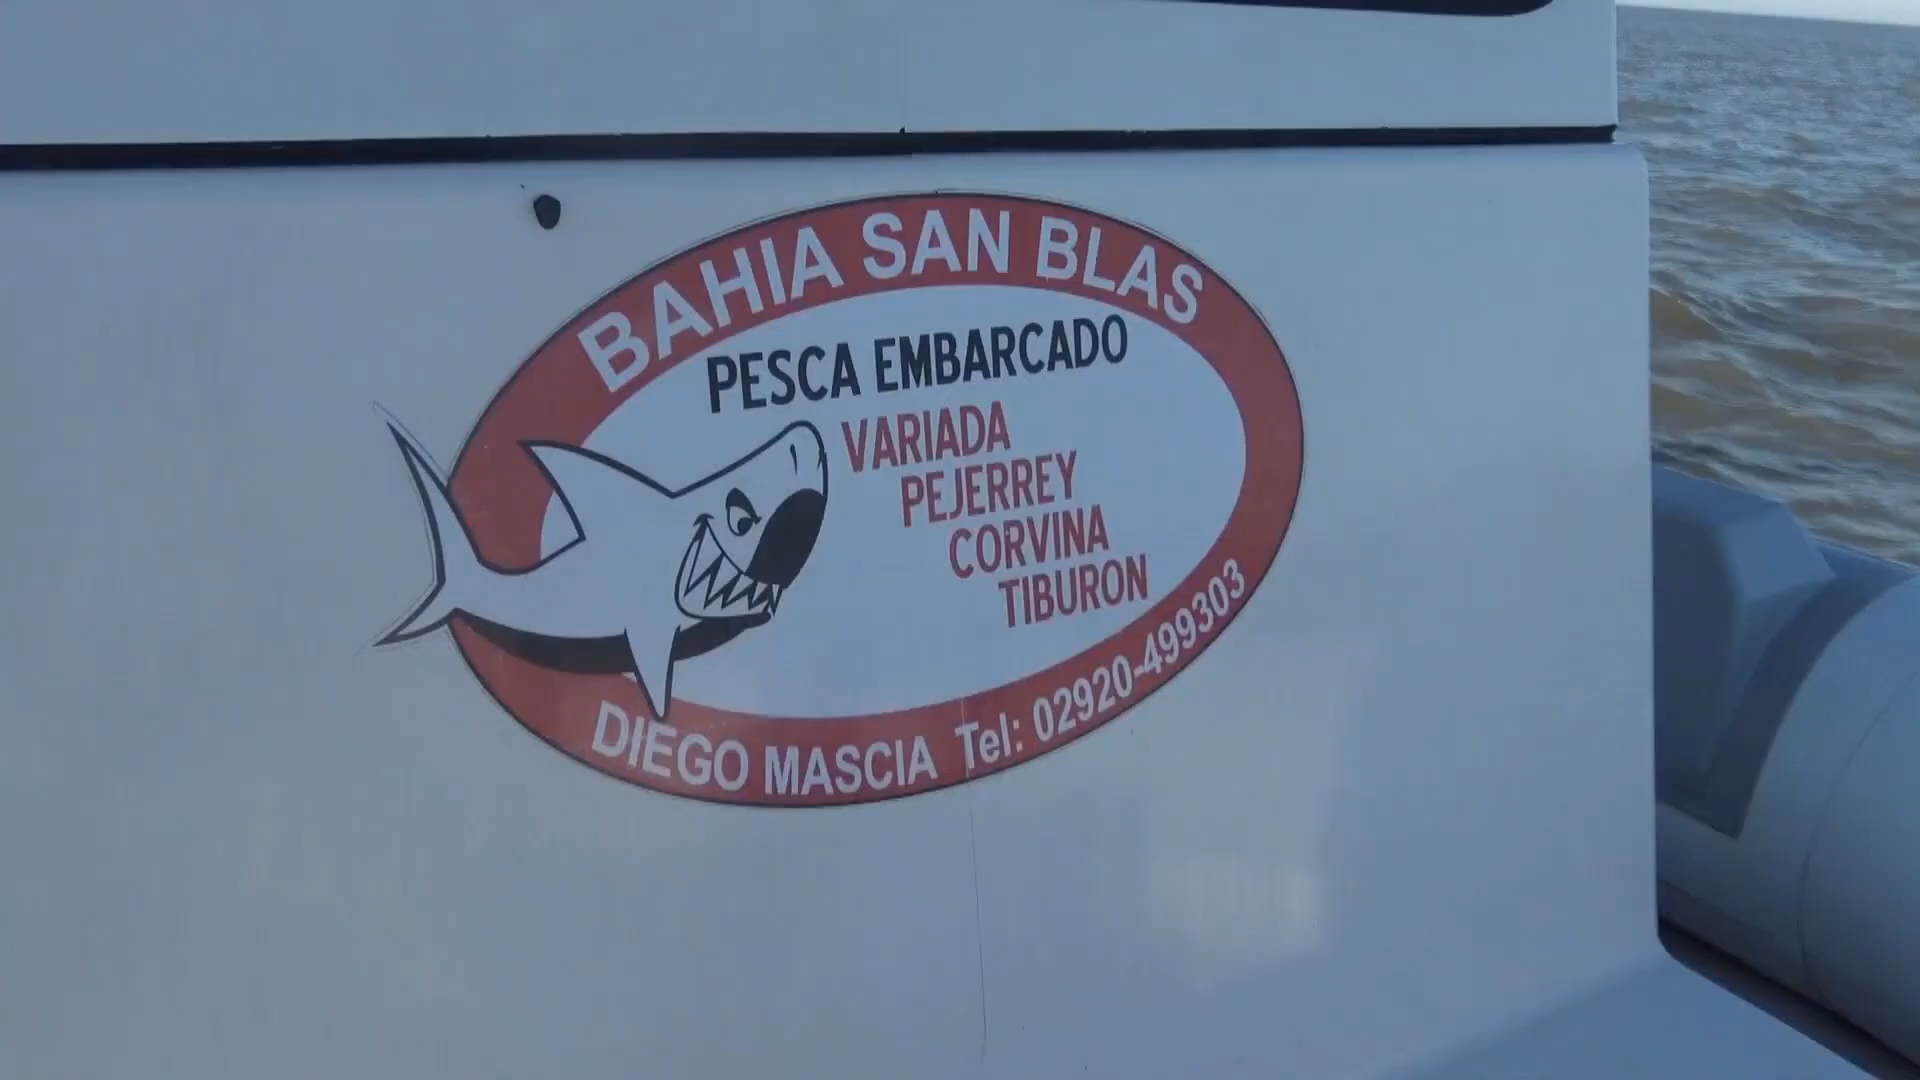 BAHIA SAN BLAS
PESCA EMBARCADO
VARIADA
PEJERREY
CORVINA
TIBURON
DIEGO MASCIA Tel: 02920-499303